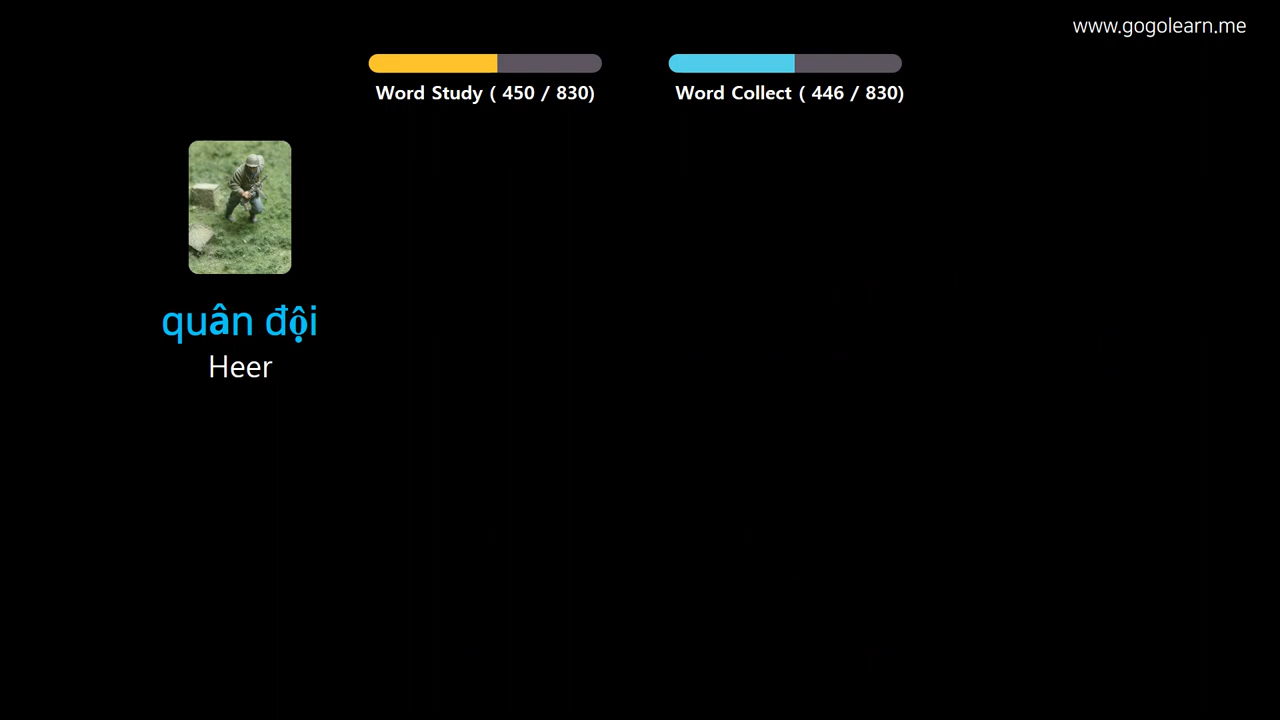 www.gogolearn.me
Word Study ( 450 / 830)
Word Collect ( 446 / 830)
quân đội
Heer